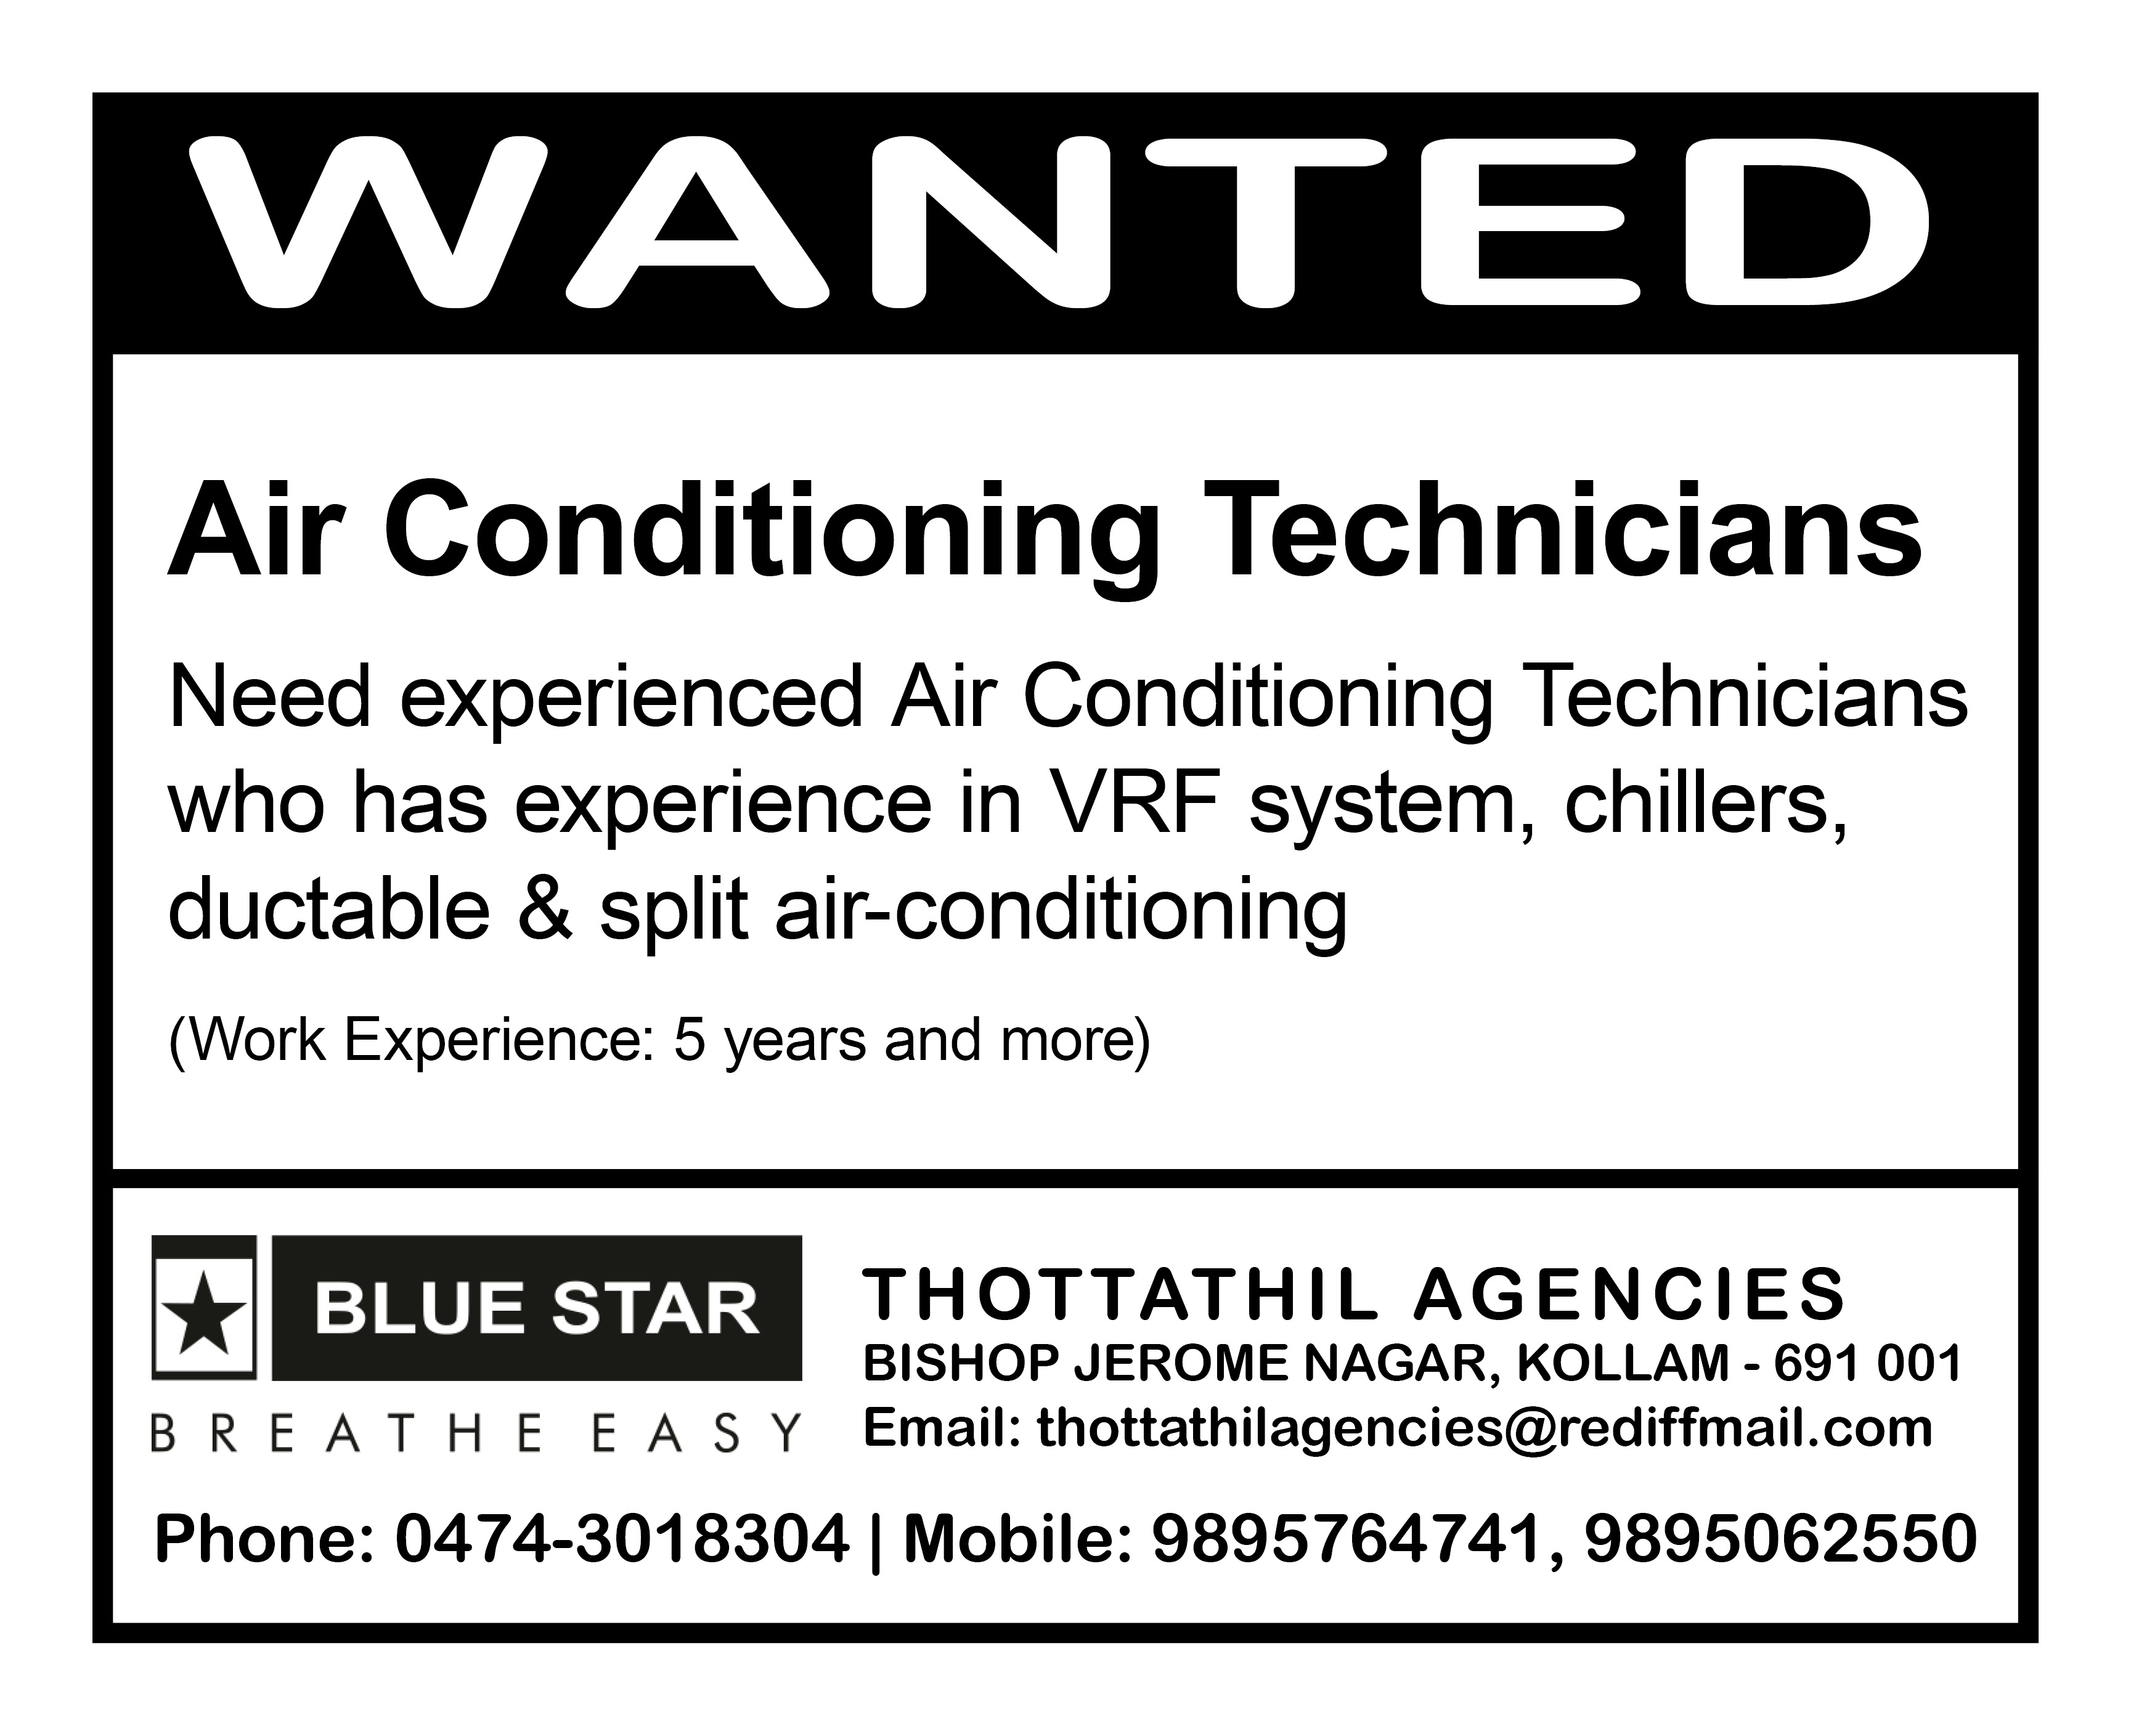 WANTED
Air Conditioning Technicians
Need experienced Air Conditioning Technicians
who has experience in VRF system, chillers,
ductable & split air-conditioning
(Work Experience: 5 years and more)
BLUE STAR
BREATHE EASY
THOTTATHIL AGENCIES
BISHOP JEROME NAGAR, KOLLAM - 691 001
Email: thottathilagencies@rediffmail.com
Phone: 0474-3018304 | Mobile: 9895764741, 9895062550